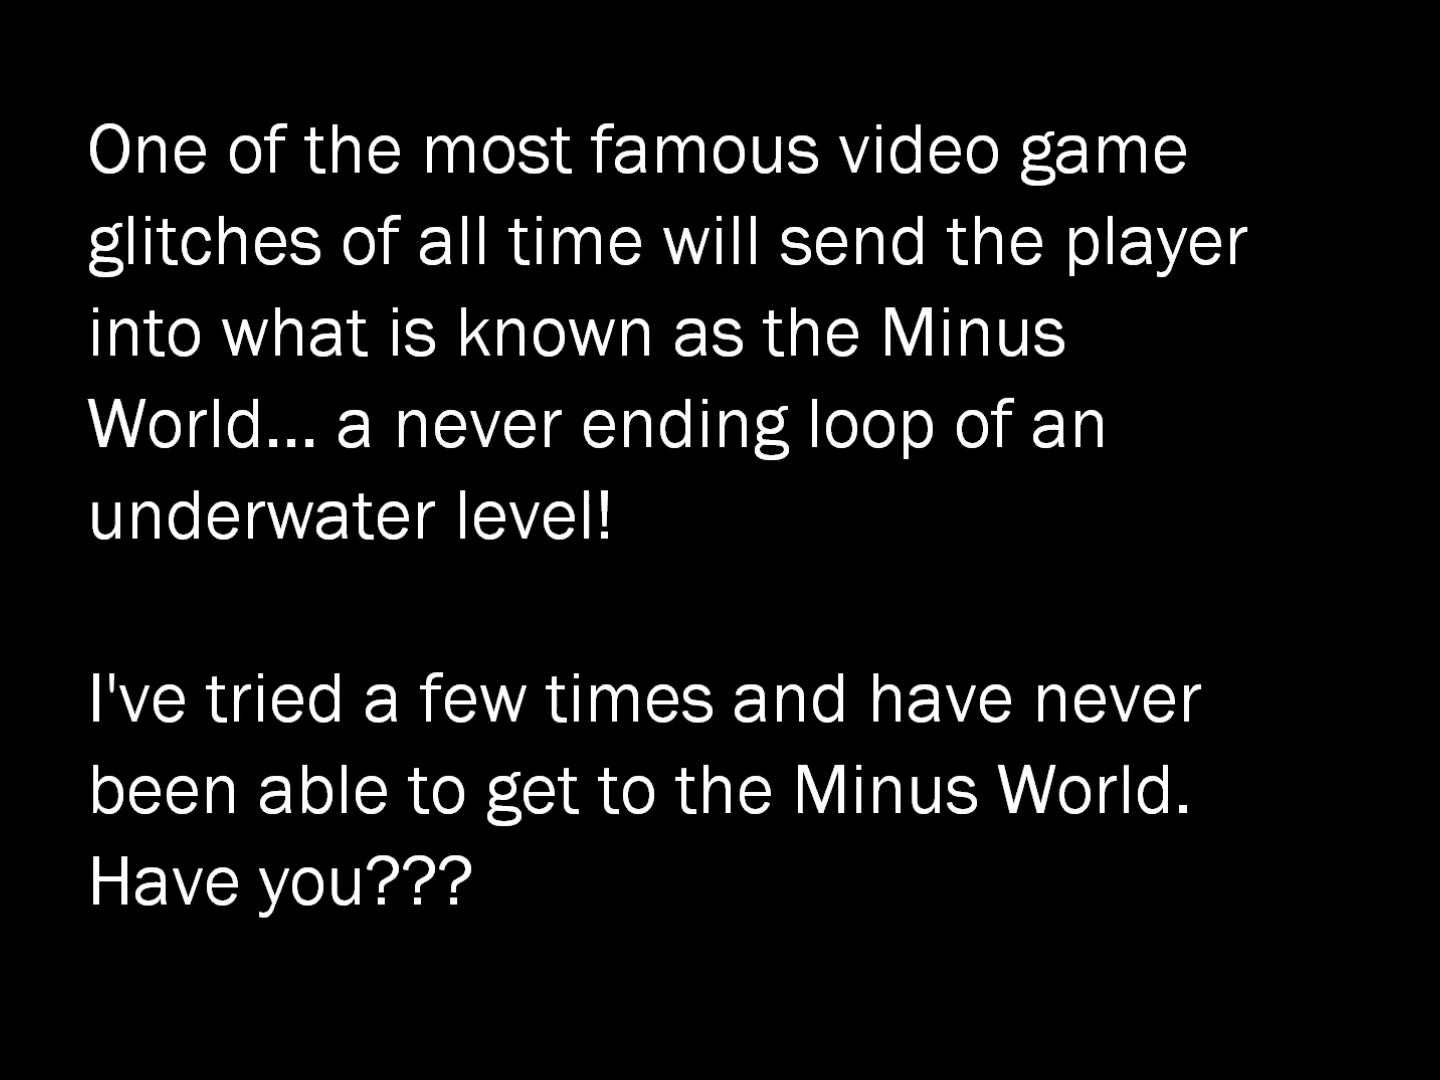 One of the most famous video game
glitches of all time will send the player
into what is known as the Minus
World... a never ending loop of an
underwater level!
I've tried a few times and have never
been able to get to the Minus World.
Have you???